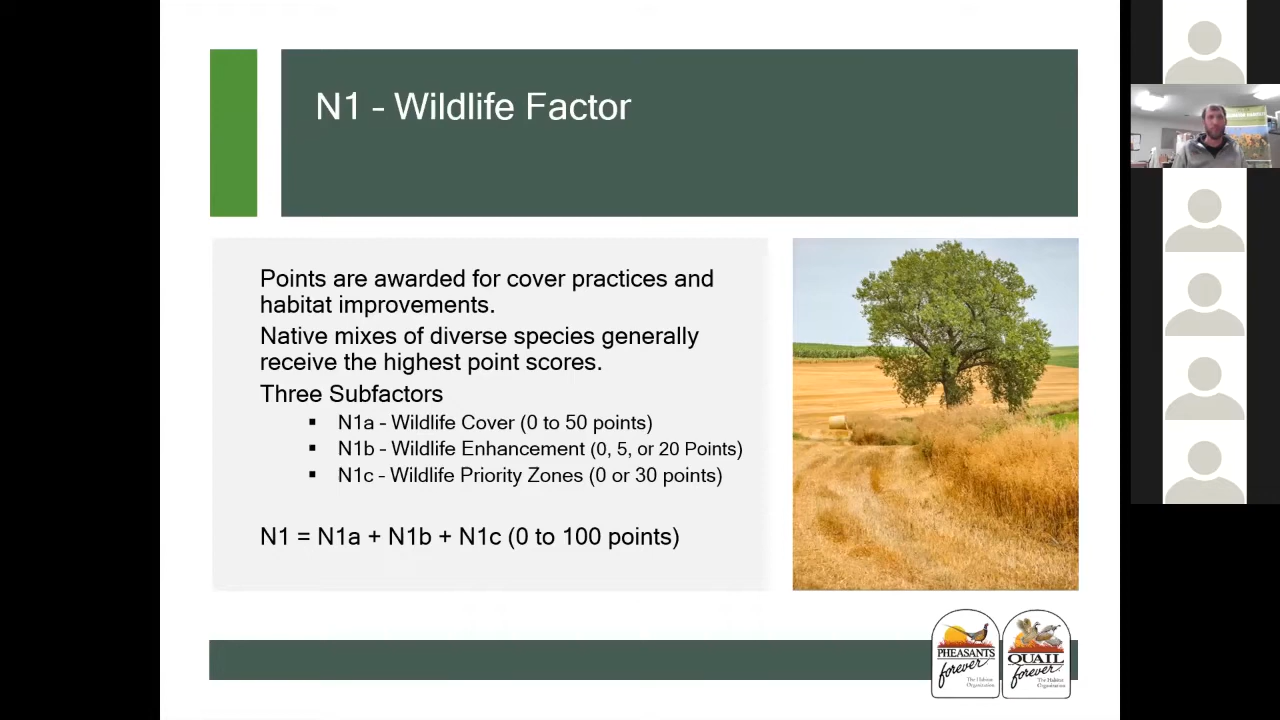 N1 - Wildlife Factor
Points are awarded for cover practices and
habitat improvements.
Native mixes of diverse species generally
receive the highest point scores.
Three Subfactors
▪ N1a - Wildlife Cover (0 to 50 points)
▪ N1b - Wildlife Enhancement (0, 5, or 20 Points)
▪ N1c - Wildlife Priority Zones (0 or 30 points)
N1 = N1a + N1b + N1c (0 to 100 points)
PHEASANTS
forever
The Habitat
Organization
QUAIL
forever
The Habitat
Organization